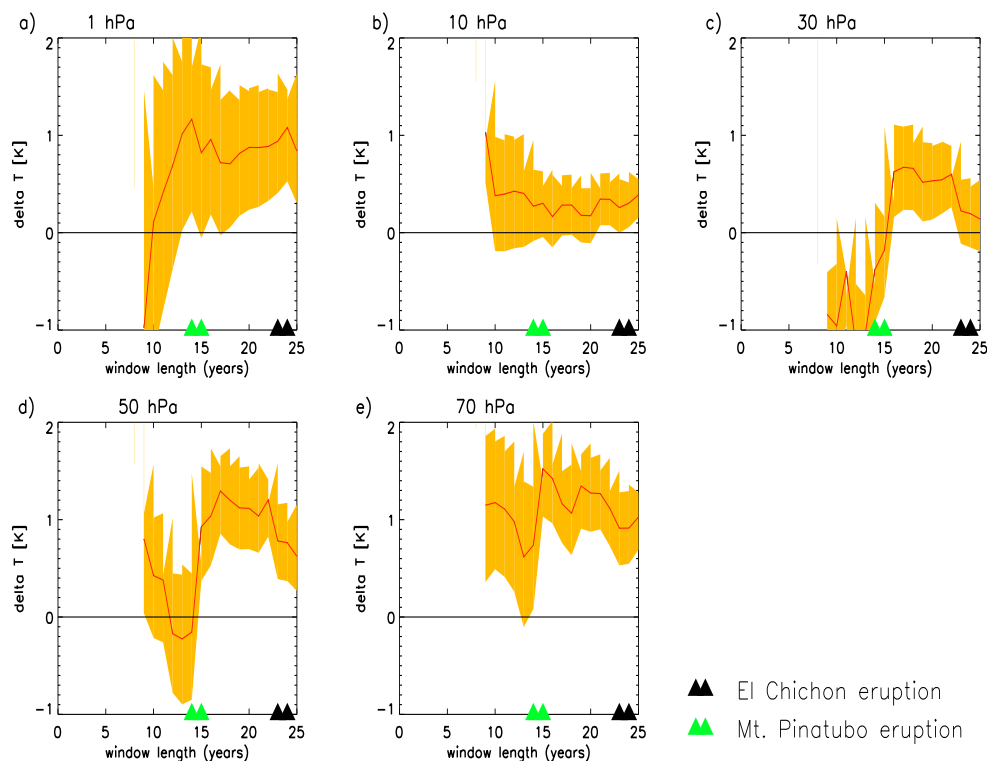 a) 1 hPa
b) 10 hPa
c) 30 hPa
2
1
0
−1
delta T [K]
0 5 10 15 20 25
window length (years)
2
1
0
−1
delta T [K]
0 5 10 15 20 25
window length (years)
2
1
0
−1
delta T [K]
0 5 10 15 20 25
window length (years)
d) 50 hPa
e) 70 hPa
2
1
0
−1
delta T [K]
0 5 10 15 20 25
window length (years)
2
1
0
−1
delta T [K]
0 5 10 15 20 25
window length (years)
El Chichon eruption
Mt. Pinatubo eruption